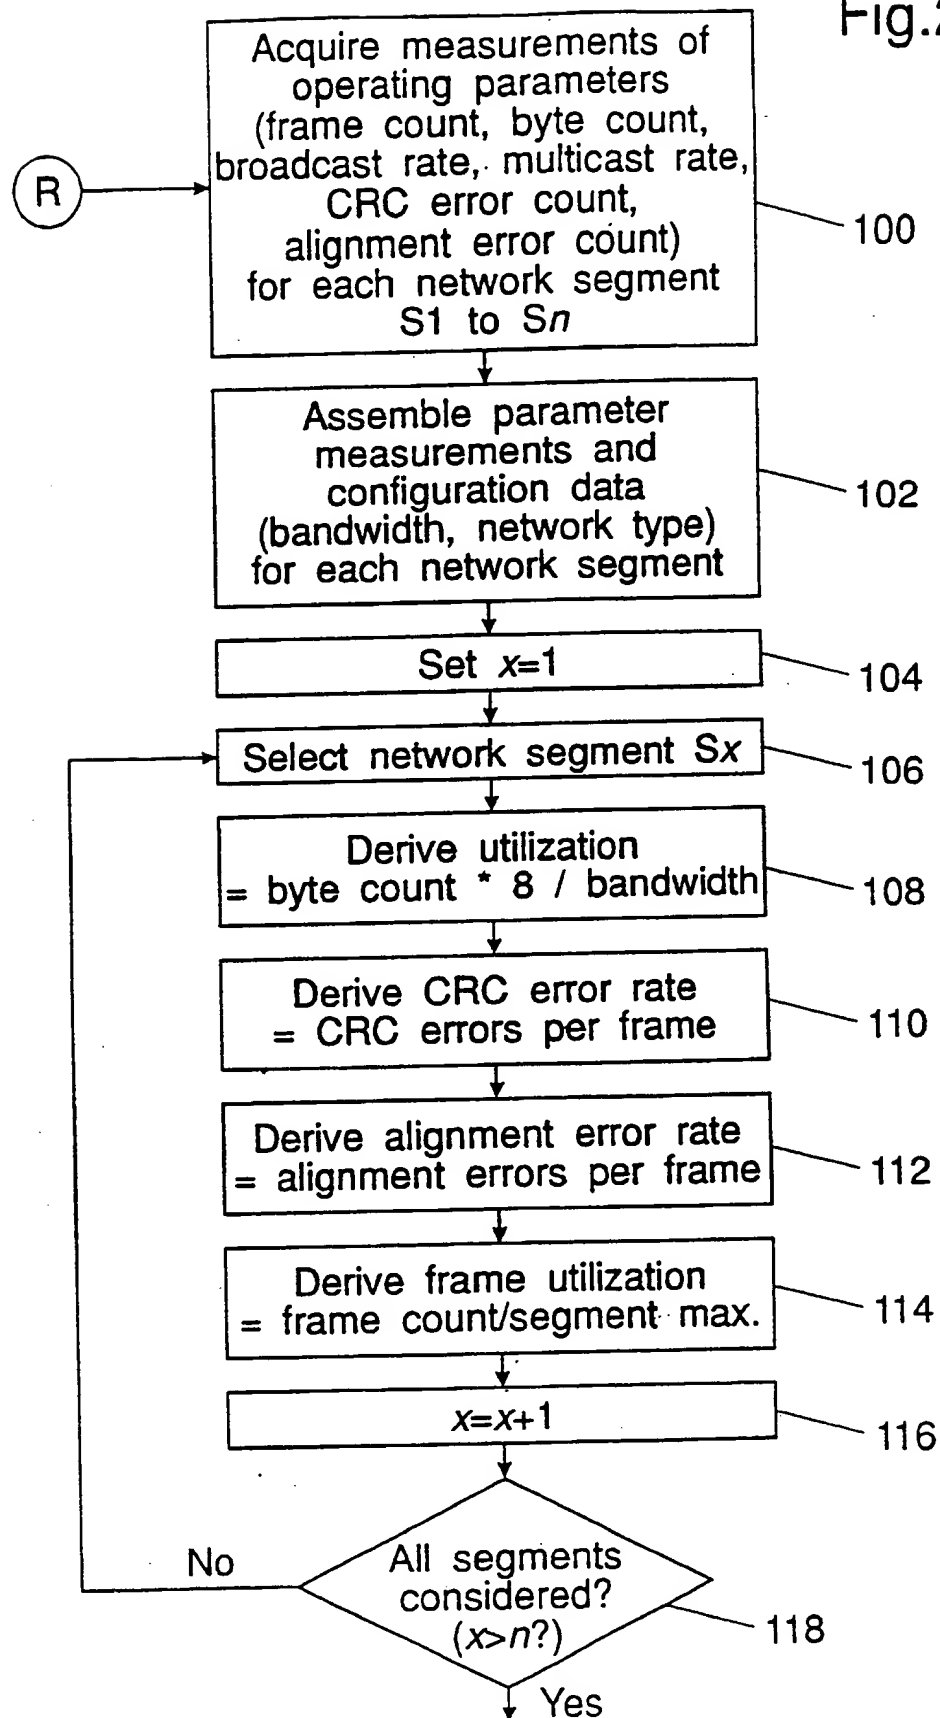 Fig.2
Acquire measurements of
operating parameters
(frame count, byte count,
broadcast rate, multicast rate,
CRC error count,
alignment error count)
for each network segment
S1 to Sn
R
100
Assemble parameter
measurements and
configuration data
(bandwidth, network type)
for each network segment
102
Set x=1
104
Select network segment Sx
106
Derive utilization
= byte count * 8 / bandwidth
108
Derive CRC error rate
= CRC errors per frame
110
Derive alignment error rate
= alignment errors per frame
112
Derive frame utilization
= frame count/segment max.
114
x=x+1
116
All segments
considered?
(x>n?)
No
118
Yes